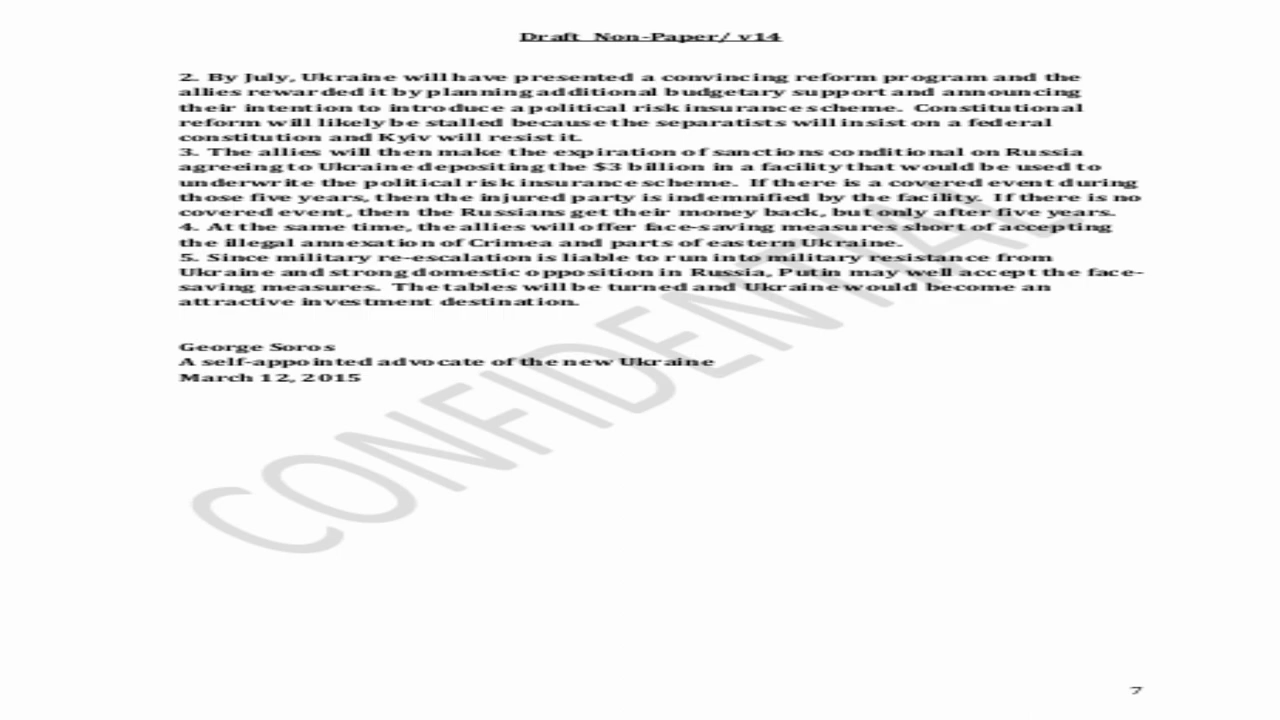 Draft Non-Paper/ v14
2. By July, Ukraine will have presented a convincing reform program and the
allies rewarded it by planning additional budgetary support and announcing
their intention to introduce a political risk insurance scheme. Constitutional
reform will likely be stalled because the separatists will insist on a federal
constitution and Kyiv will resist it.
3. The allies will then make the expiration of sanctions conditional on Russia
agreeing to Ukraine depositing the $3 billion in a facility that would be used to
underwrite the political risk insurance scheme. If there is a covered event during
those five years, then the injured party is indemnified by the facility. If there is no
covered event, then the Russians get their money back, but only after five years.
4. At the same time, the allies will offer face-saving measures short of accepting
the illegal annexation of Crimea and parts of eastern Ukraine.
5. Since military re-escalation is liable to run into military resistance from
Ukraine and strong domestic opposition in Russia, Putin may well accept the face-
saving measures. The tables will be turned and Ukraine would become an
attractive investment destination.
George Soros
A self-appointed advocate of the new Ukraine
March 12, 2015
CONFIDENTIAL
7